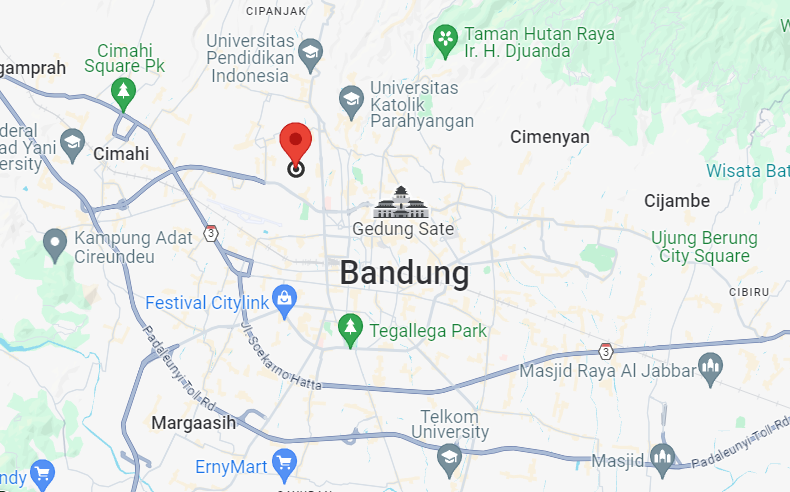 CIPANJAK
Taman Hutan Raya
Ir. H. Djuanda
Universitas
Pendidikan
Indonesia
Cimahi
Square Pk
gamprah
Universitas
Katolik
Parahyangan
deral
ad Yani
ersity
Cimahi
Cimenyan
Wisata Bat
Cijambe
Gedung Sate
3
Kampung Adat
Cireundeu
Ujung Berung
City Square
Bandung
CIBIRU
Festival Citylink
Tegallega Park
Jl. Soekarno Hatta
Padaleunyi-Toll-Rd
3
Masjid Raya Al Jabbar
Margaasih
Telkom
University
Padaleunyi-Toll-Rd
ErnyMart
Masjid
ndy